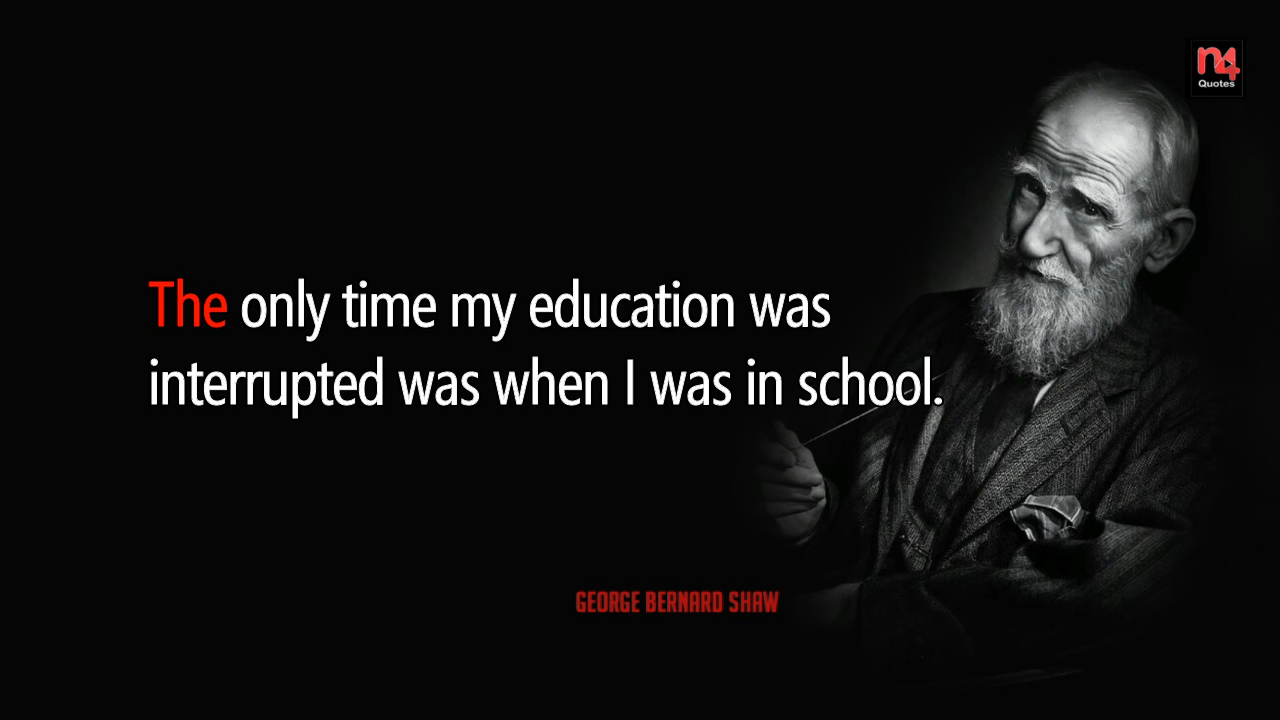 n4
Quotes
The only time my education was
interrupted was when I was in school.
GEORGE BERNARD SHAW